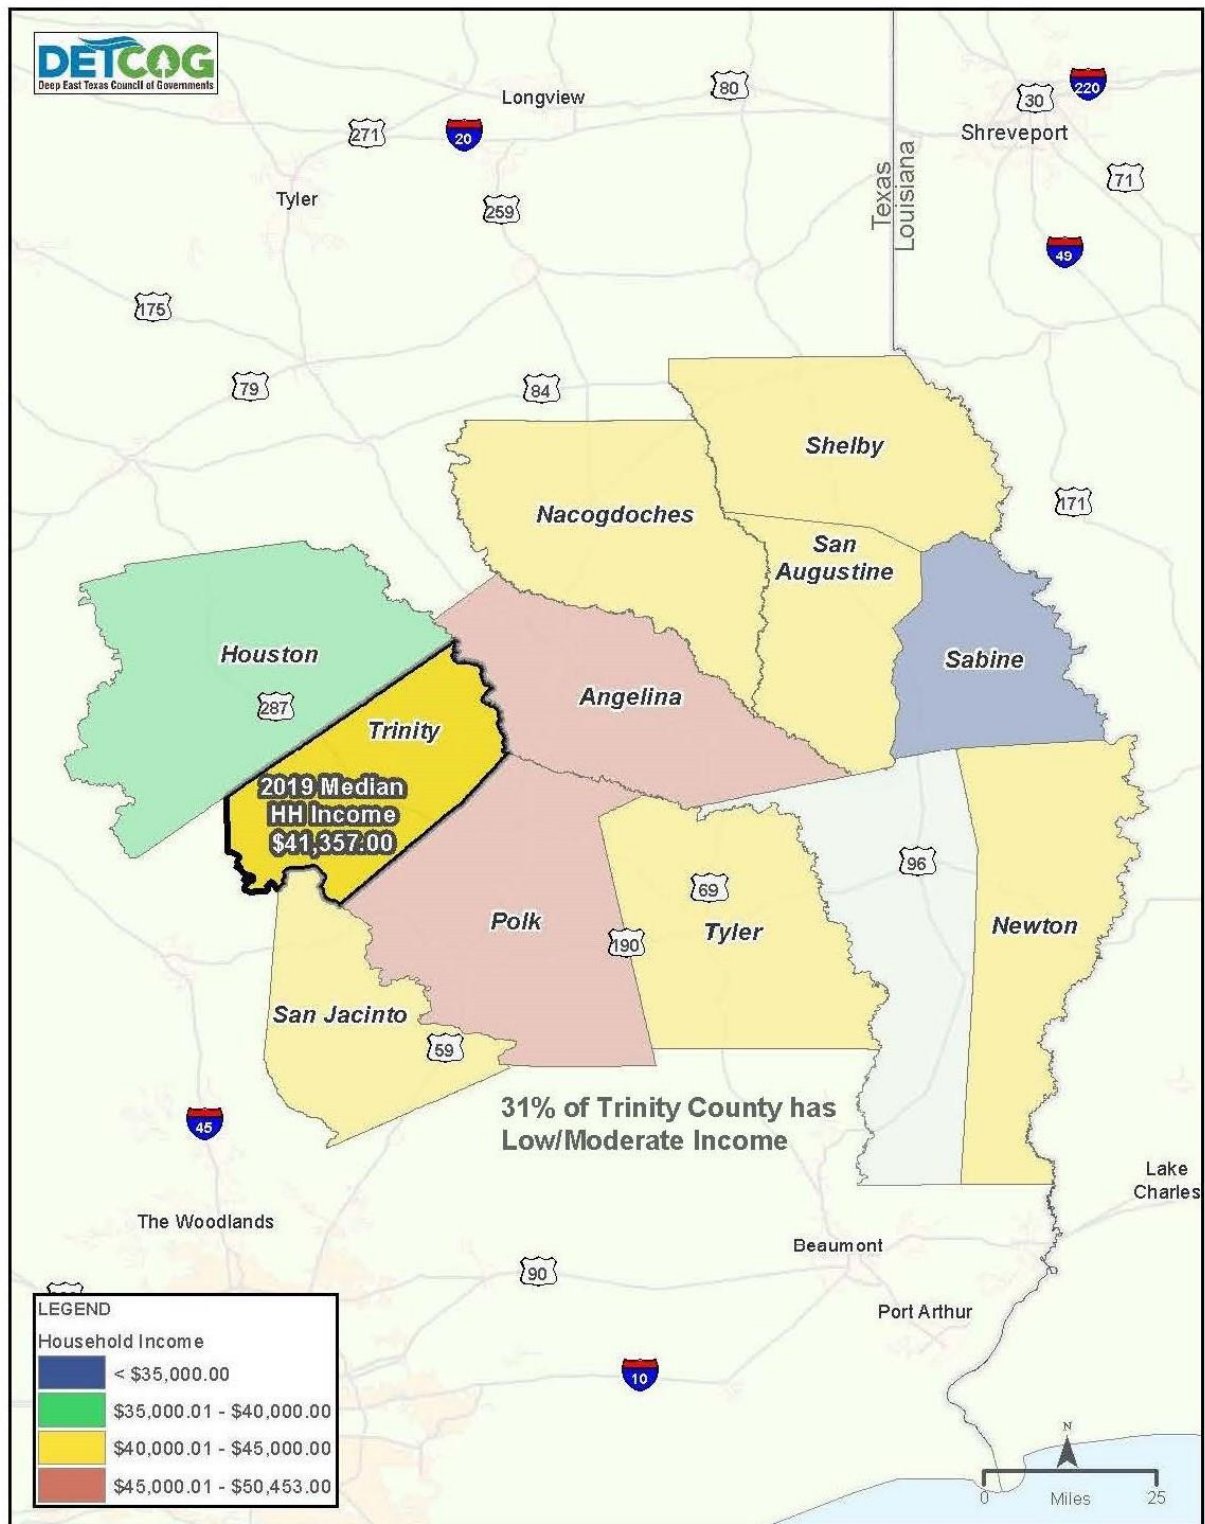 DETCOG
Deep East Texas Council of Governments
Longview
80
30
220
271
20
Shreveport
Texas
Louisiana
71
Tyler
259
49
175
79
84
Shelby
171
Nacogdoches
San
Augustine
Houston
Sabine
287
Angelina
Trinity
2019 Median
HH Income
$41,357.00
96
69
Polk
190
Tyler
Newton
San Jacinto
59
31% of Trinity County has
Low/Moderate Income
45
Lake
Charles
The Woodlands
Beaumont
90
Port Arthur
LEGEND
Household Income
< $35,000.00
$35,000.01 - $40,000.00
$40,000.01 - $45,000.00
$45,000.01 - $50,453.00
10
N
0
Miles
25